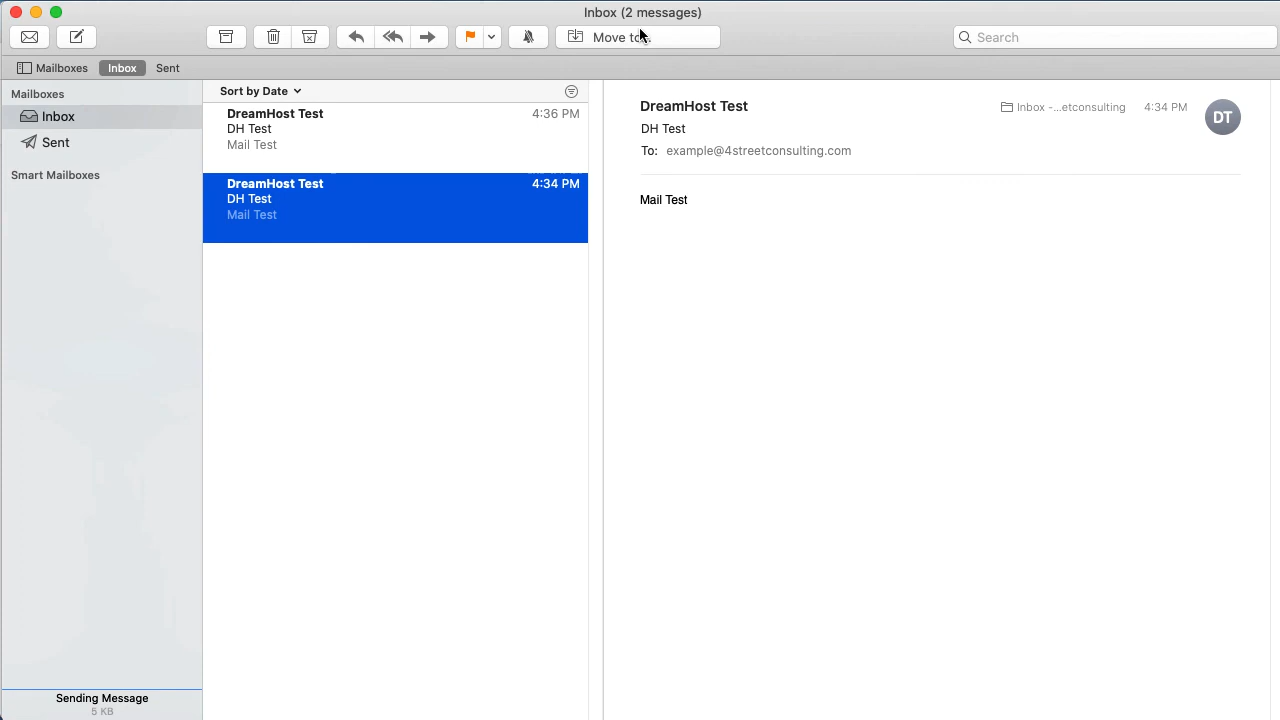 Inbox (2 messages)
Move to...
Search
Mailboxes
Inbox
Sent
Mailboxes
Inbox
Sent
Smart Mailboxes
Sending Message
5 KB
Sort by Date
DreamHost Test 4:36 PM
DH Test
Mail Test
DreamHost Test 4:34 PM
DH Test
Mail Test
DreamHost Test Inbox -...etconsulting 4:34 PM DT
DH Test
To: example@4streetconsulting.com
Mail Test